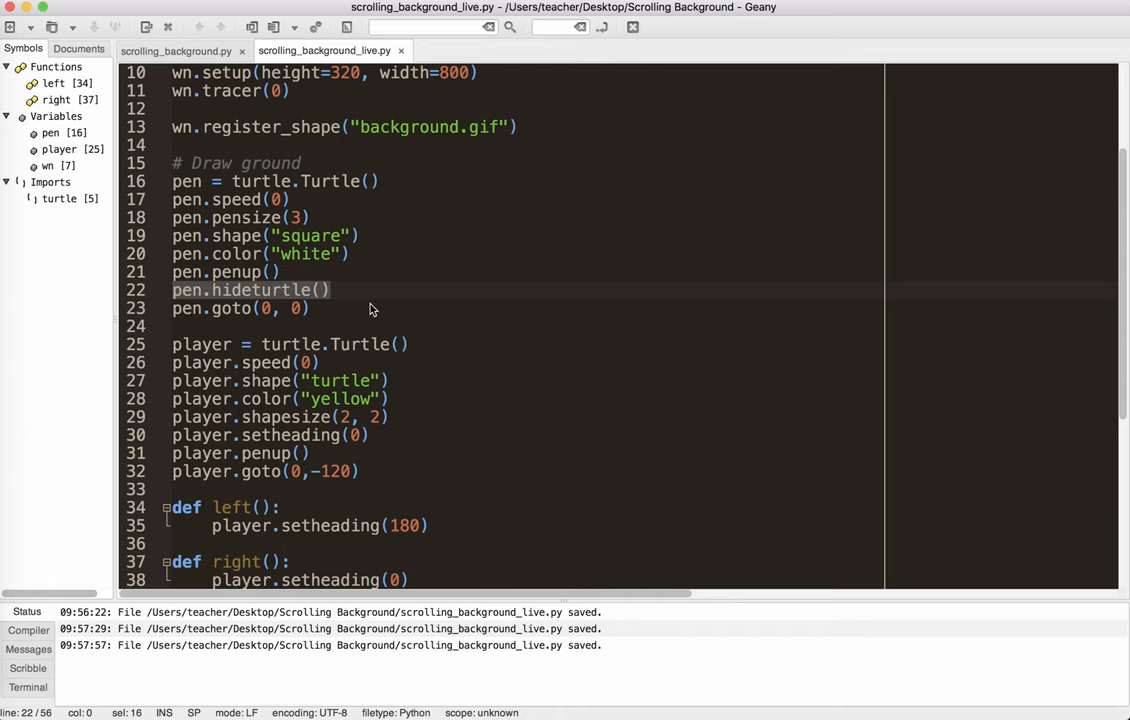 scrolling_background_live.py - /Users/teacher/Desktop/Scrolling Background - Geany
Symbols Documents
Functions
left [34]
right [37]
Variables
pen [16]
player [25]
wn [7]
Imports
turtle [5]
scrolling_background.py scrolling_background_live.py
10 wn.setup(height=320, width=800)
11 wn.tracer(0)
12
13 wn.register_shape("background.gif")
14
15 # Draw ground
16 pen = turtle.Turtle()
17 pen.speed(0)
18 pen.pensize(3)
19 pen.shape("square")
20 pen.color("white")
21 pen.penup()
22 pen.hideturtle()
23 pen.goto(0, 0)
24
25 player = turtle.Turtle()
26 player.speed(0)
27 player.shape("turtle")
28 player.color("yellow")
29 player.shapesize(2, 2)
30 player.setheading(0)
31 player.penup()
32 player.goto(0,-120)
33
34 def left():
35 player.setheading(180)
36
37 def right():
38 player.setheading(0)
Status
Compiler
Messages
Scribble
Terminal
09:56:22: File /Users/teacher/Desktop/Scrolling Background/scrolling_background_live.py saved.
09:57:29: File /Users/teacher/Desktop/Scrolling Background/scrolling_background_live.py saved.
09:57:57: File /Users/teacher/Desktop/Scrolling Background/scrolling_background_live.py saved.
line: 22 / 56 col: 0 sel: 16 INS SP mode: LF encoding: UTF-8 filetype: Python scope: unknown